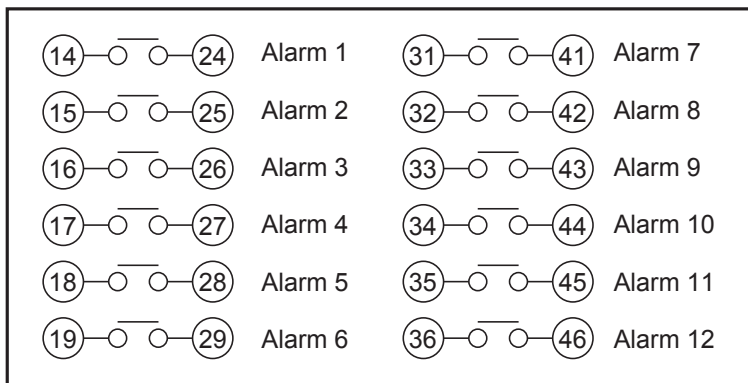 14 24 Alarm 1 31 41 Alarm 7
15 25 Alarm 2 32 42 Alarm 8
16 26 Alarm 3 33 43 Alarm 9
17 27 Alarm 4 34 44 Alarm 10
18 28 Alarm 5 35 45 Alarm 11
19 29 Alarm 6 36 46 Alarm 12